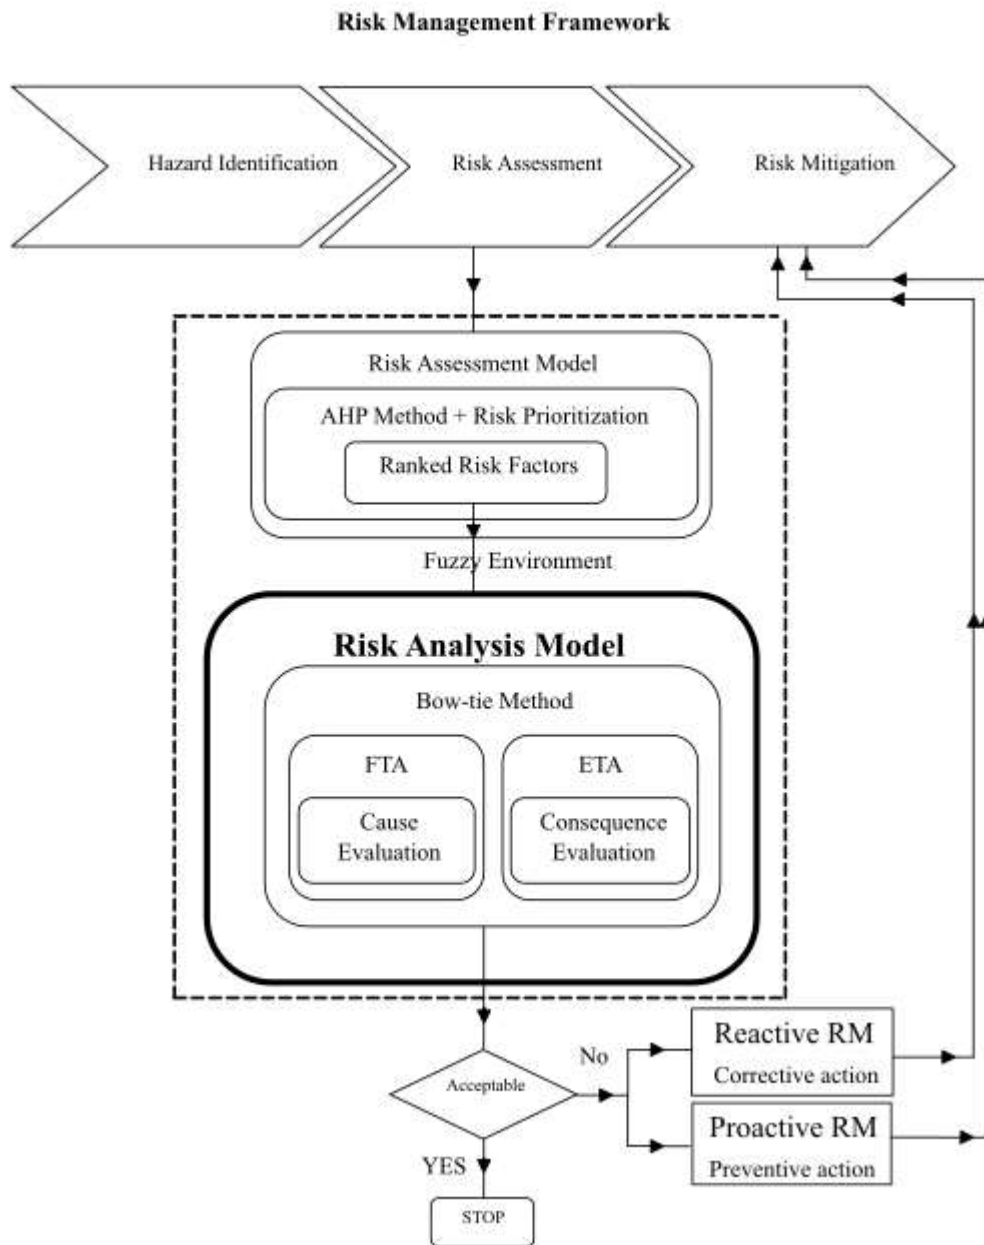 Risk Management Framework
Hazard Identification
Risk Assessment
Risk Mitigation
Risk Assessment Model
AHP Method + Risk Prioritization
Ranked Risk Factors
Fuzzy Environment
Risk Analysis Model
Bow-tie Method
FTA
ETA
Cause
Evaluation
Consequence
Evaluation
Acceptable
No
Reactive RM
Corrective action
Proactive RM
Preventive action
YES
STOP